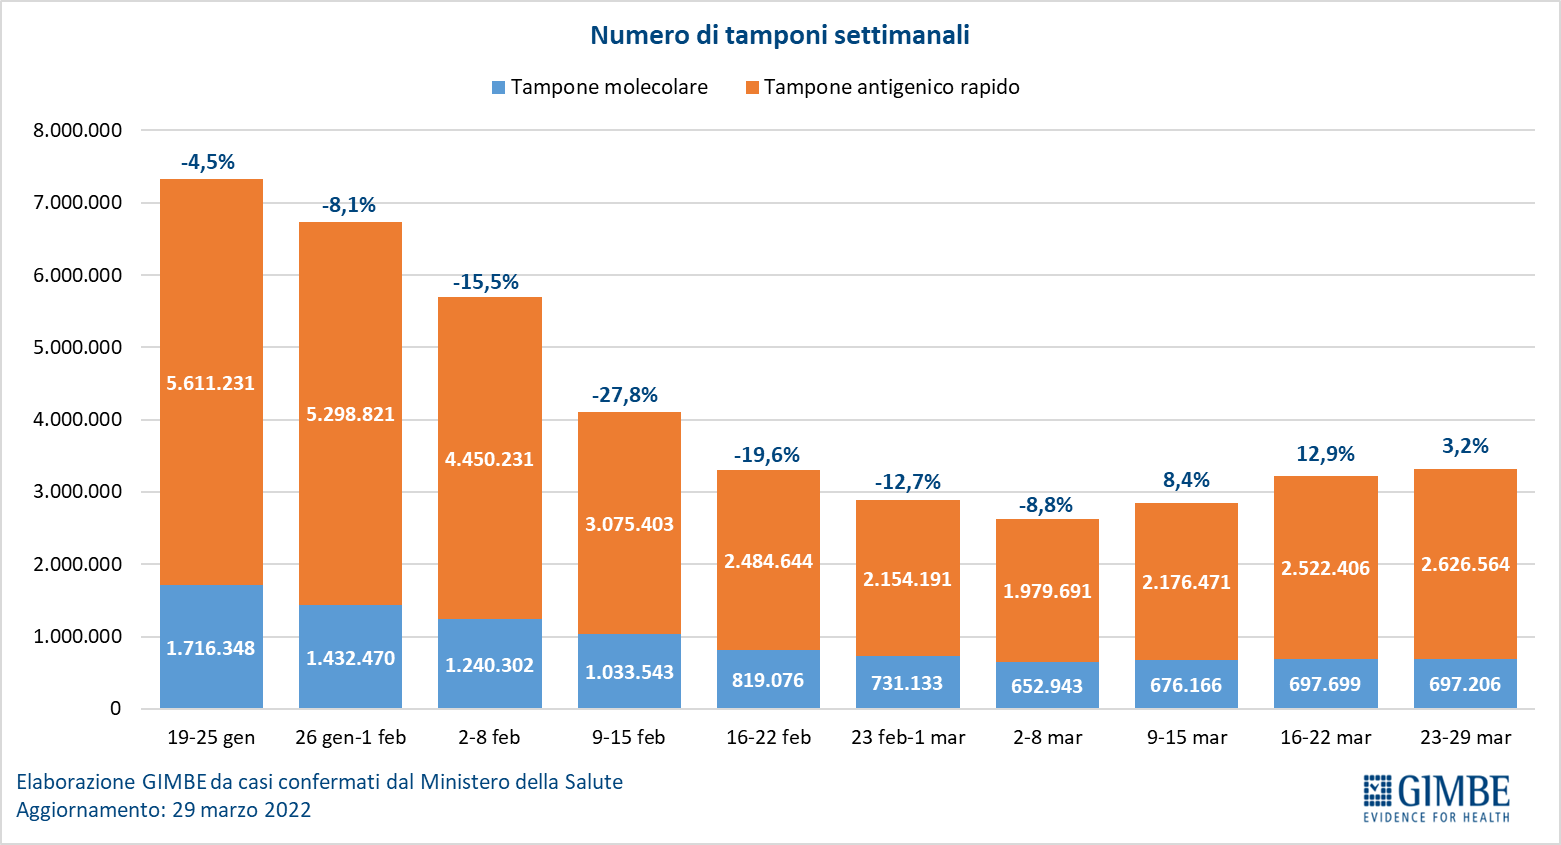 Numero di tamponi settimanali
Tampone molecolare Tampone antigenico rapido
8.000.000
7.000.000
6.000.000
5.000.000
4.000.000
3.000.000
2.000.000
1.000.000
0
-4,5% -8,1% -15,5% -27,8% -19,6% -12,7% -8,8% 8,4% 12,9% 3,2%
5.611.231 5.298.821 4.450.231 3.075.403 2.484.644 2.154.191 1.979.691 2.176.471 2.522.406 2.626.564
1.716.348 1.432.470 1.240.302 1.033.543 819.076 731.133 652.943 676.166 697.699 697.206
19-25 gen 26 gen-1 feb 2-8 feb 9-15 feb 16-22 feb 23 feb-1 mar 2-8 mar 9-15 mar 16-22 mar 23-29 mar
Elaborazione GIMBE da casi confermati dal Ministero della Salute
Aggiornamento: 29 marzo 2022
GIMBE
EVIDENCE FOR HEALTH